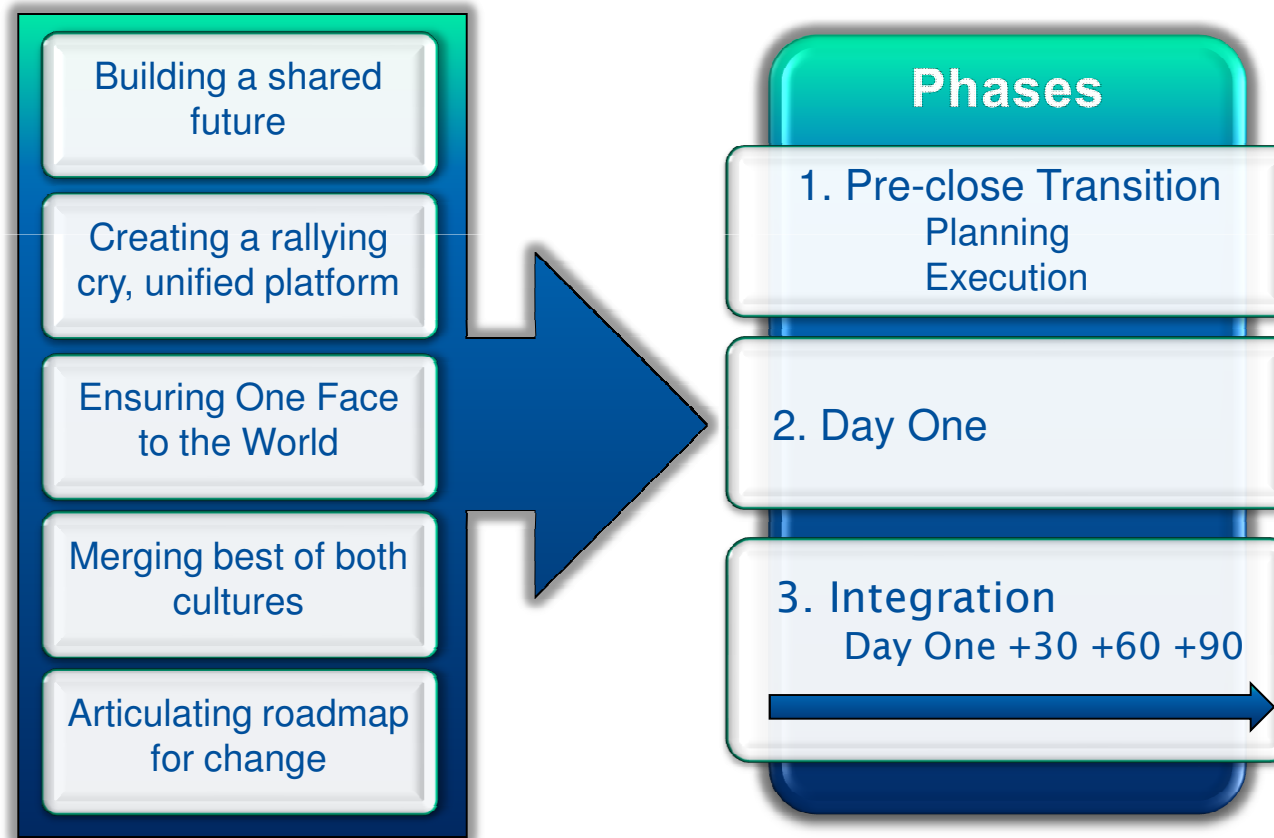 Building a shared
future
Creating a rallying
cry, unified platform
Ensuring One Face
to the World
Merging best of both
cultures
Articulating roadmap
for change
Phases
1. Pre-close Transition
Planning
Execution
2. Day One
3. Integration
Day One +30 +60 +90